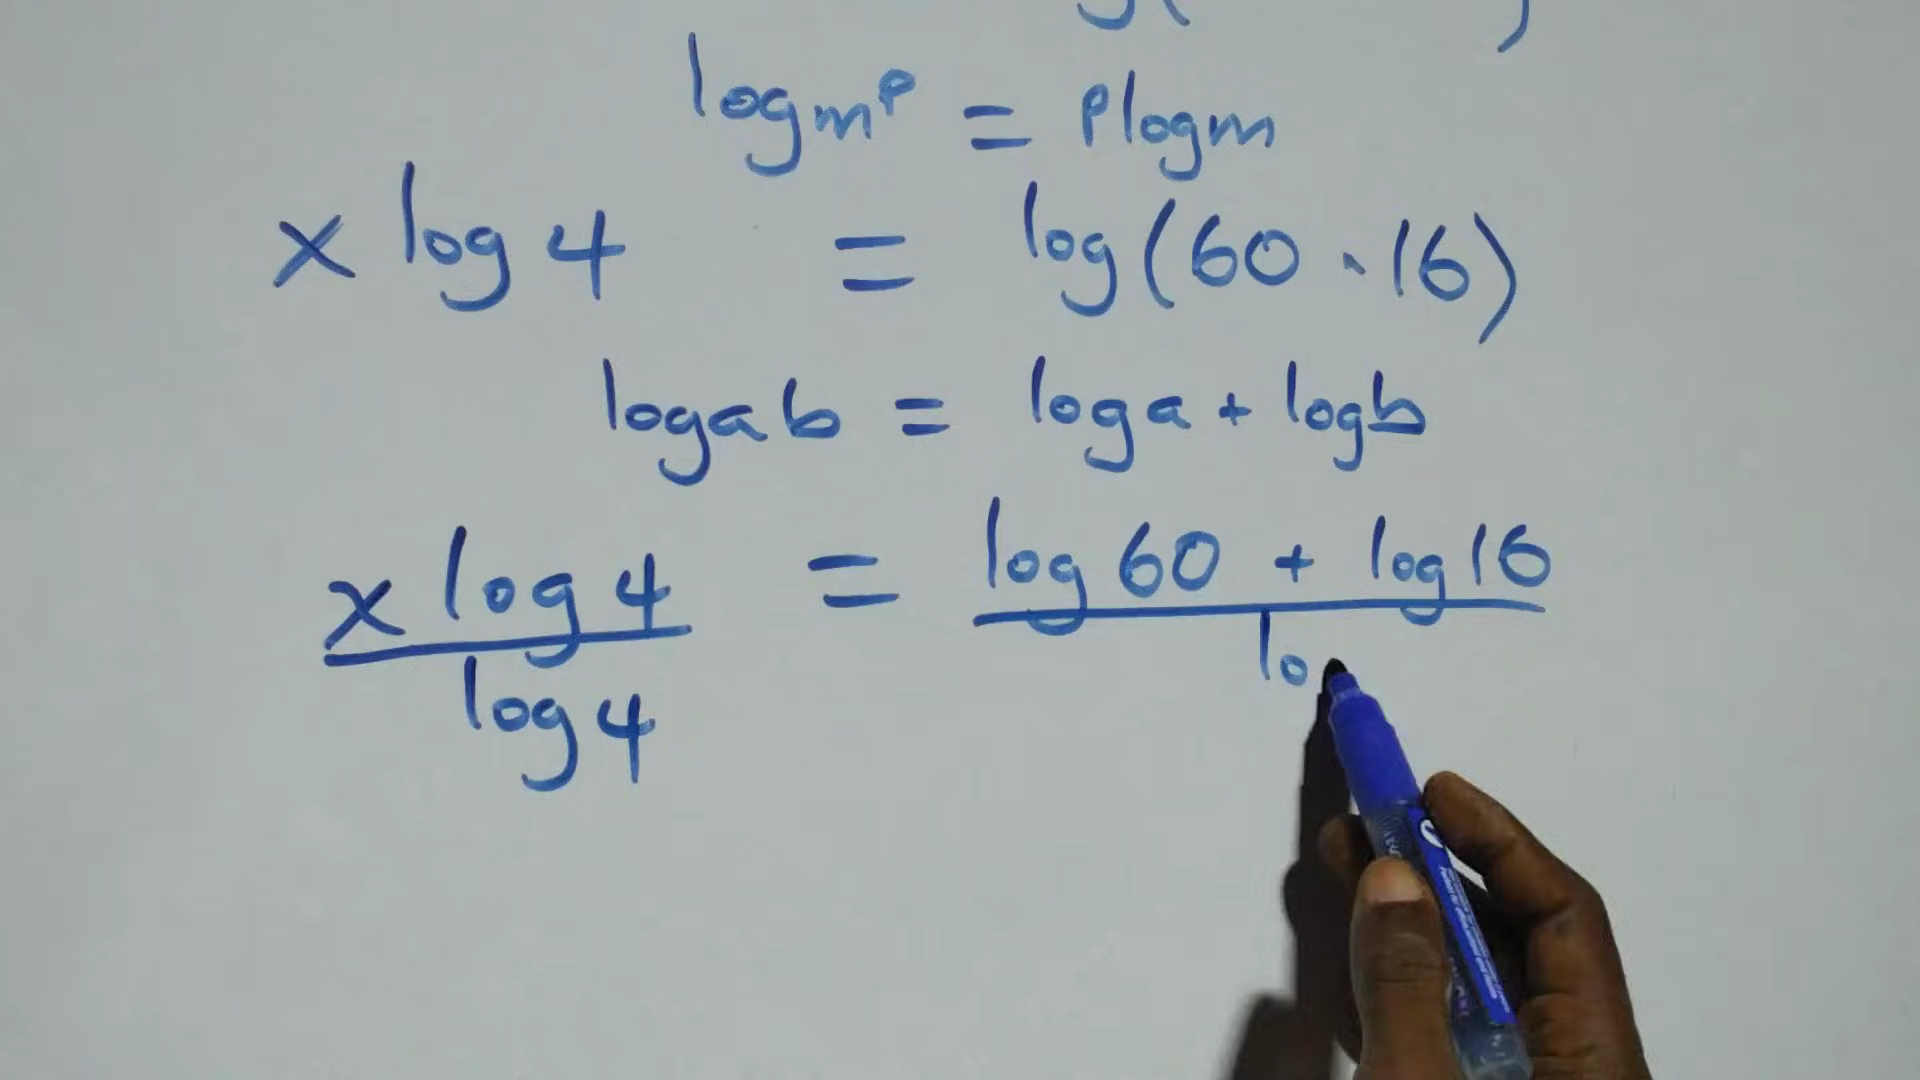 log m^p = p log m
x log 4 = log(60 · 16)
log ab = log a + log b
x log 4 = log 60 + log 16
log 4 lo